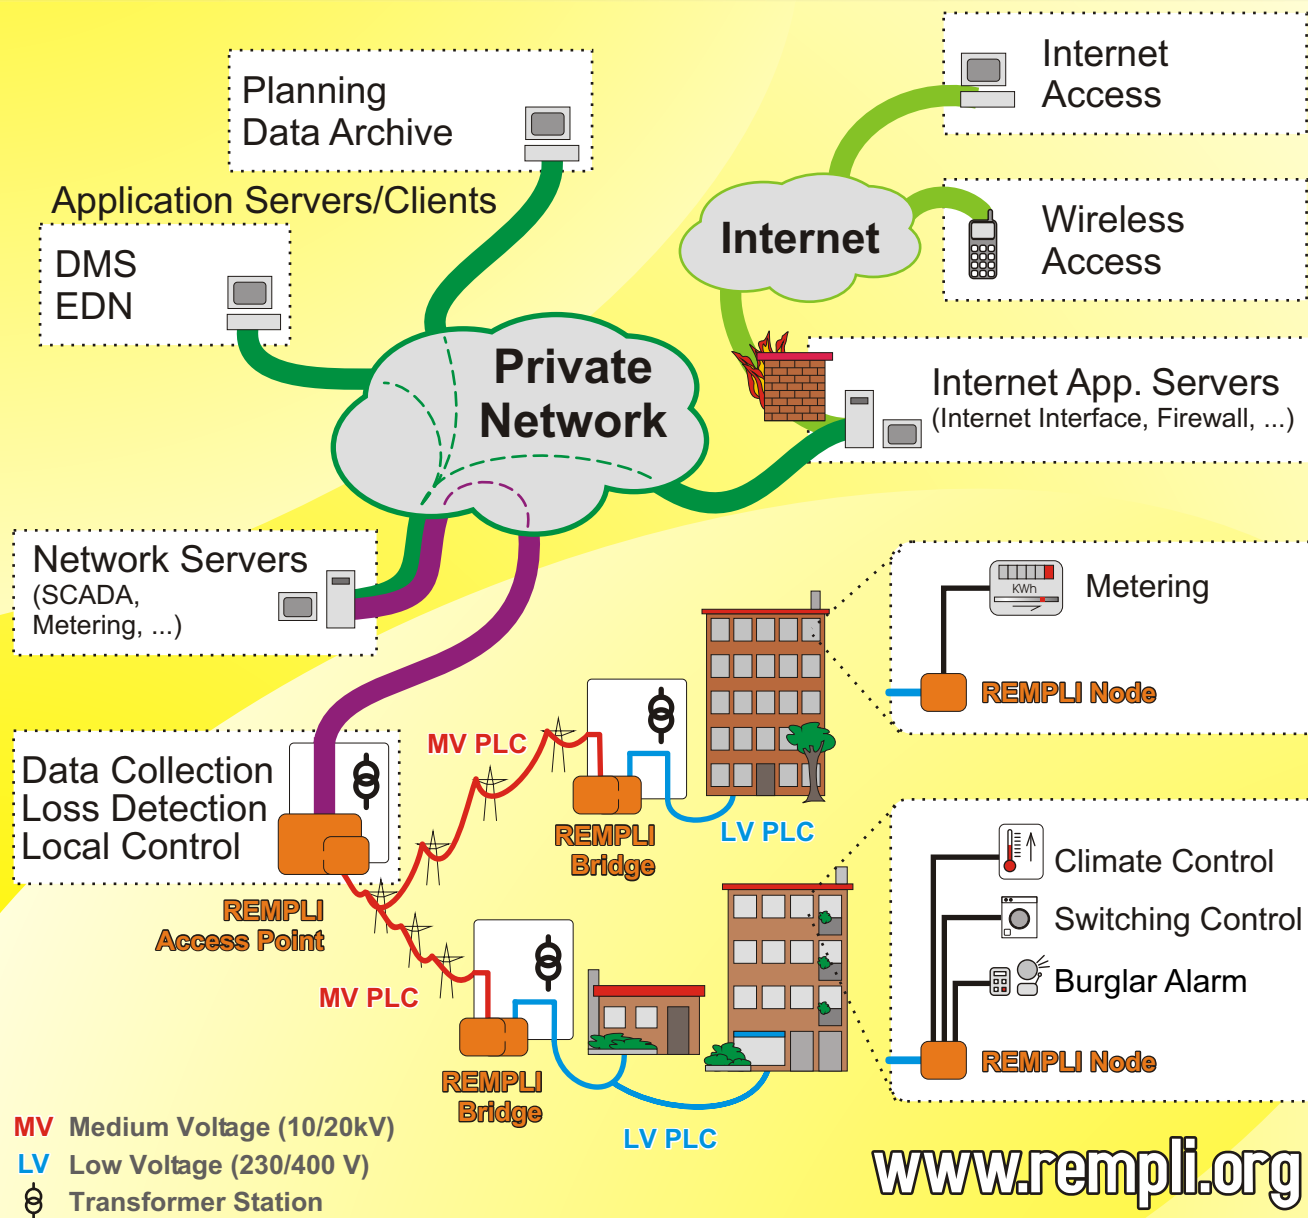 Planning
Data Archive
Application Servers/Clients
DMS
EDN
Internet
Access
Internet
Wireless
Access
Private
Network
Internet App. Servers
(Internet Interface, Firewall, ...)
Network Servers
(SCADA,
Metering, ...)
KWh
Metering
REMPLI Node
MV PLC
Data Collection
Loss Detection
Local Control
REMPLI
Bridge
LV PLC
REMPLI
Access Point
Climate Control
Switching Control
Burglar Alarm
MV PLC
REMPLI Node
REMPLI
Bridge
LV PLC
MV Medium Voltage (10/20kV)
LV Low Voltage (230/400 V)
Transformer Station
www.rempli.org